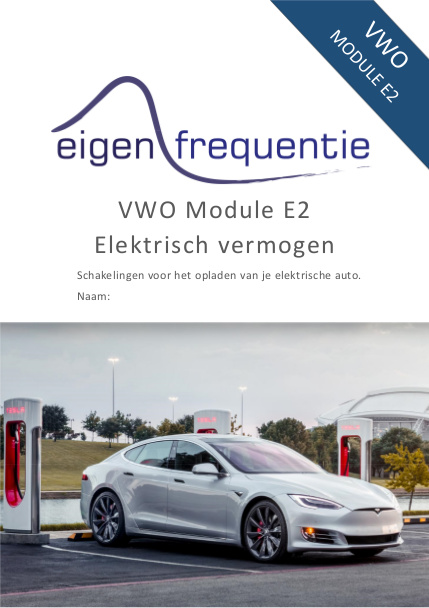 VWO
MODULE E2
eigenfrequentie
VWO Module E2
Elektrisch vermogen
Schakelingen voor het opladen van je elektrische auto.
Naam: